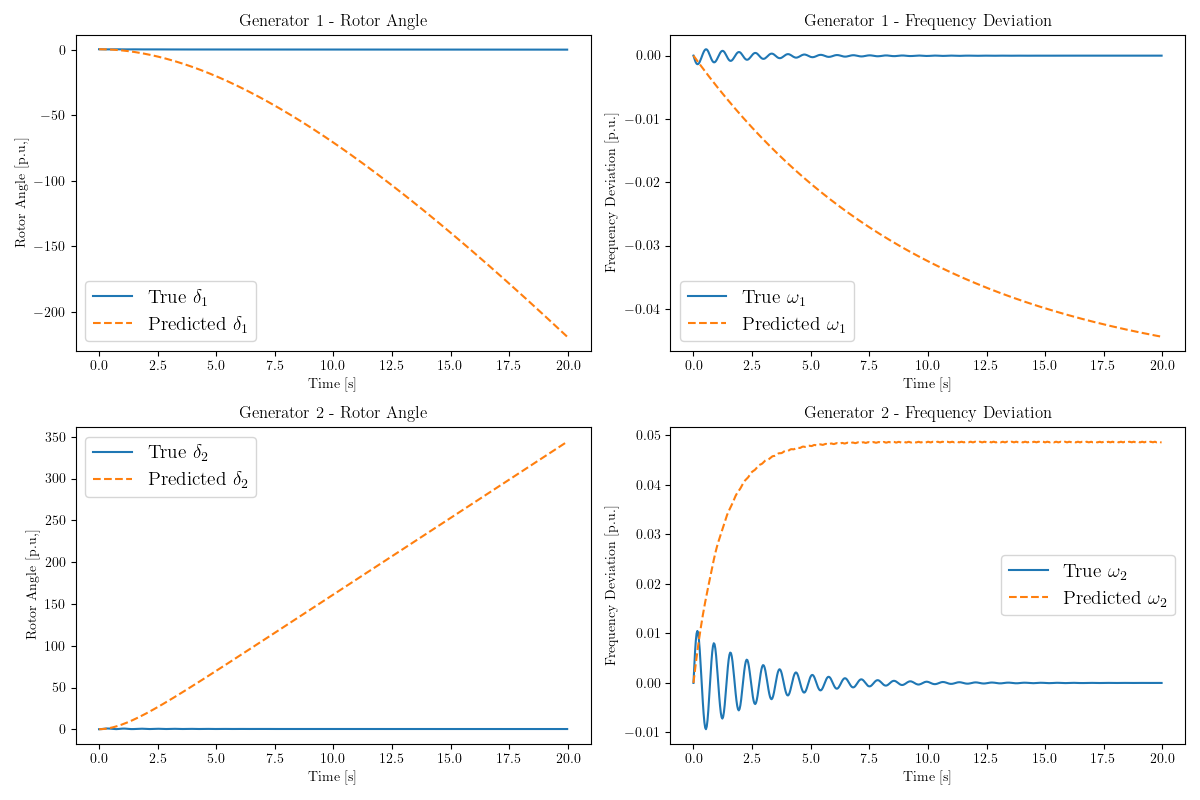 Generator 1 - Rotor Angle
Rotor Angle [p.u,]
0
−50
−100
−150
−200
True δ1
Predicted δ1
0.0 2.5 5.0 7.5 10.0 12.5 15.0 17.5 20.0
Time [s]
Generator 1 - Frequency Deviation
Frequency Deviation [p.u.]
0.00
−0.01
−0.02
−0.03
−0.04
True ω1
Predicted ω1
0.0 2.5 5.0 7.5 10.0 12.5 15.0 17.5 20.0
Time [s]
Generator 2 - Rotor Angle
Rotor Angle [p.u,]
350
300
250
200
150
100
50
0
True δ2
Predicted δ2
0.0 2.5 5.0 7.5 10.0 12.5 15.0 17.5 20.0
Time [s]
Generator 2 - Frequency Deviation
Frequency Deviation [p.u.]
0.05
0.04
0.03
0.02
0.01
0.00
−0.01
True ω2
Predicted ω2
0.0 2.5 5.0 7.5 10.0 12.5 15.0 17.5 20.0
Time [s]